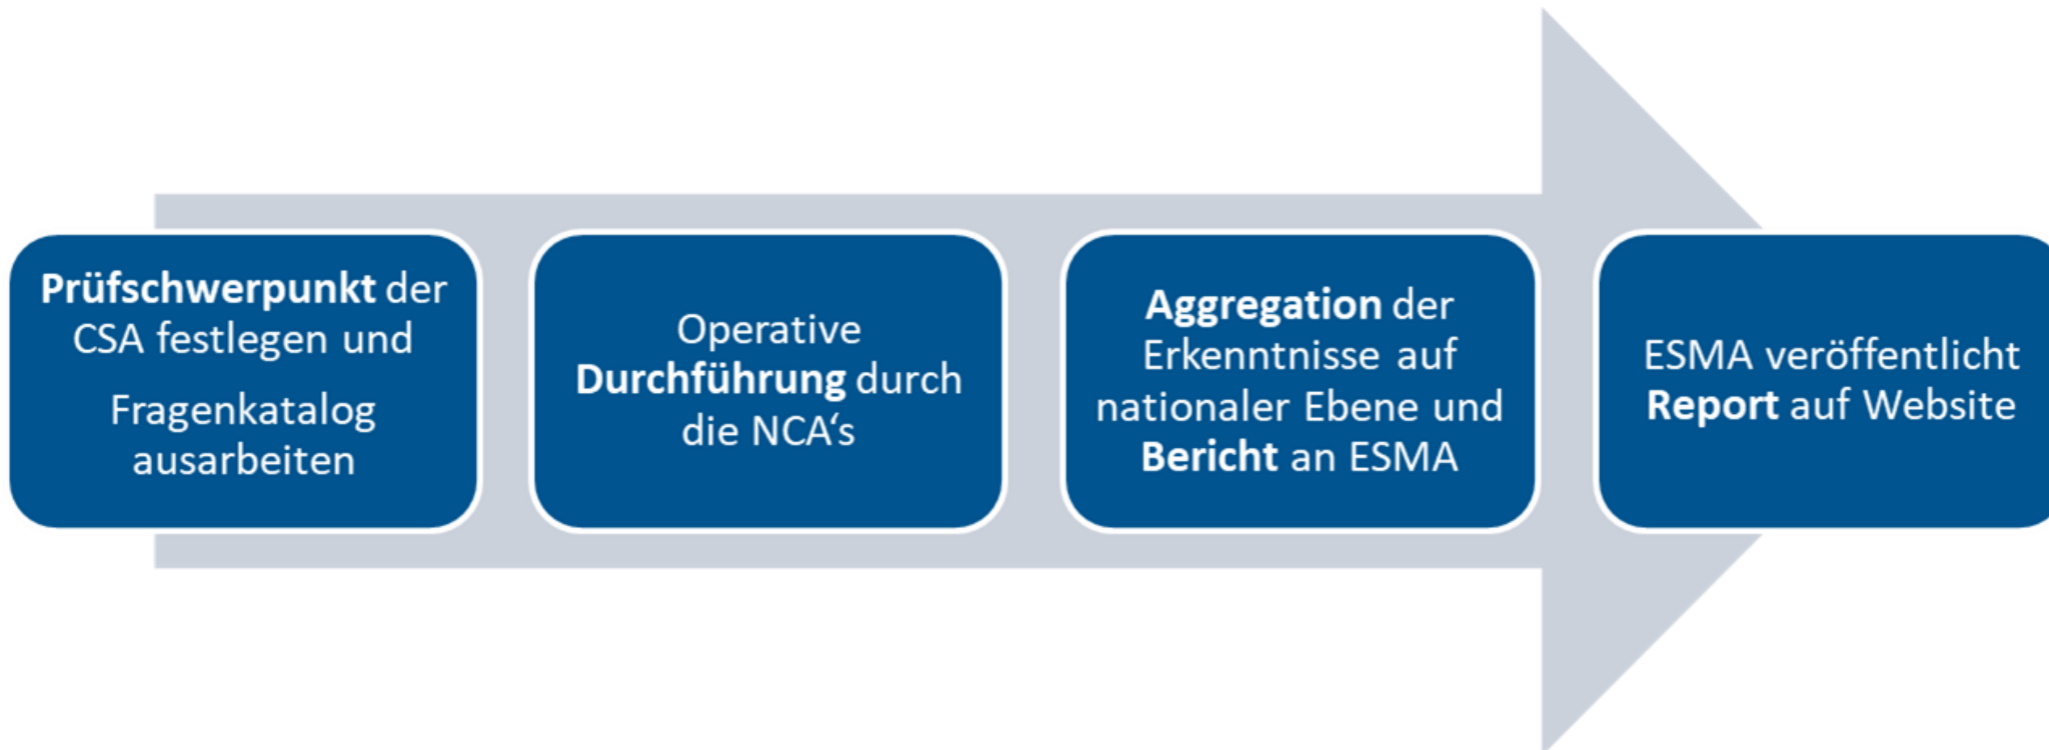 Prüfschwerpunkt der
CSA festlegen und
Fragenkatalog
ausarbeiten
Operative
Durchführung durch
die NCA‘s
Aggregation der
Erkenntnisse auf
nationaler Ebene und
Bericht an ESMA
ESMA veröffentlicht
Report auf Website